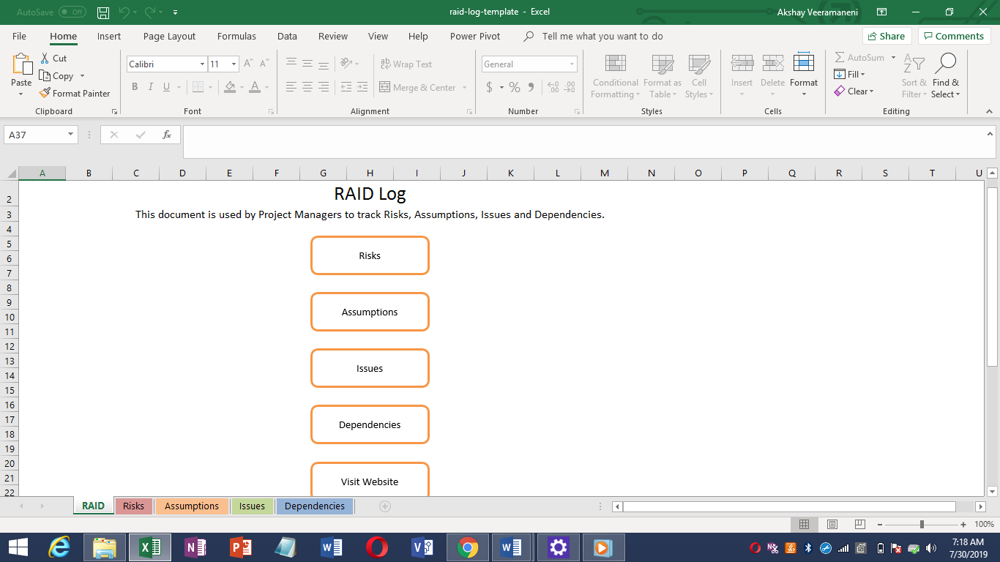 AutoSave Off
raid-log-template - Excel
Akshay Veeramaneni
File Home Insert Page Layout Formulas Data Review View Help Power Pivot Tell me what you want to do Share Comments
Paste
Cut
Copy
Format Painter
Clipboard
Calibri 11
B I U A
Font
Wrap Text
Merge & Center
Alignment
General
$ % 9
Number
Conditional Formatting
Format as Table
Cell Styles
Styles
Insert Delete Format
Cells
AutoSum
Fill
Clear
Sort & Filter
Find & Select
Editing
A37 fx
A B C D E F G H I J K L M N O P Q R S T U
2 RAID Log
3 This document is used by Project Managers to track Risks, Assumptions, Issues and Dependencies.
4
5
6 Risks
7
8
9
10 Assumptions
11
12
13 Issues
14
15
16
17 Dependencies
18
19
20
21 Visit Website
22
RAID Risks Assumptions Issues Dependencies
100%
7:18 AM
7/30/2019